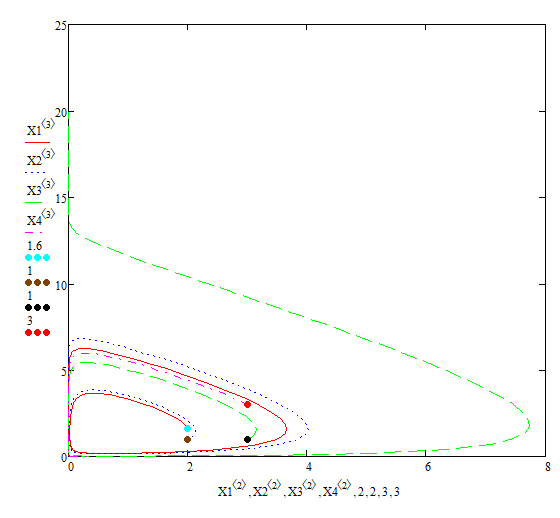 25
20
15
10
5
0
X1⟨3⟩
X2⟨3⟩
X3⟨3⟩
X4⟨3⟩
1.6
1
1
3
0 2 4 6 8
X1⟨2⟩, X2⟨2⟩, X3⟨2⟩, X4⟨2⟩, 2, 2, 3, 3